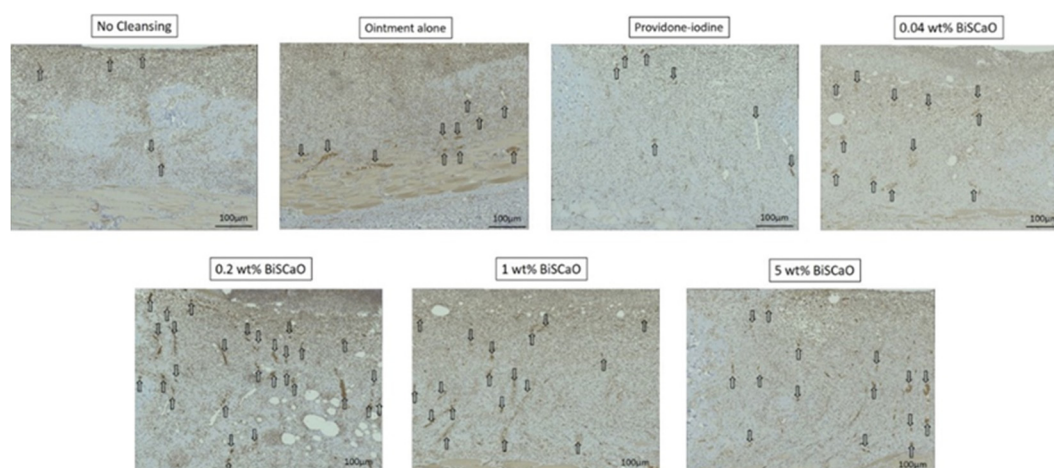 No Cleansing
Ointment alone
Providone-iodine
0.04 wt% BiSCaO
100μm
100μm
100μm
100μm
0.2 wt% BiSCaO
1 wt% BiSCaO
5 wt% BiSCaO
100μm
100μm
100μm